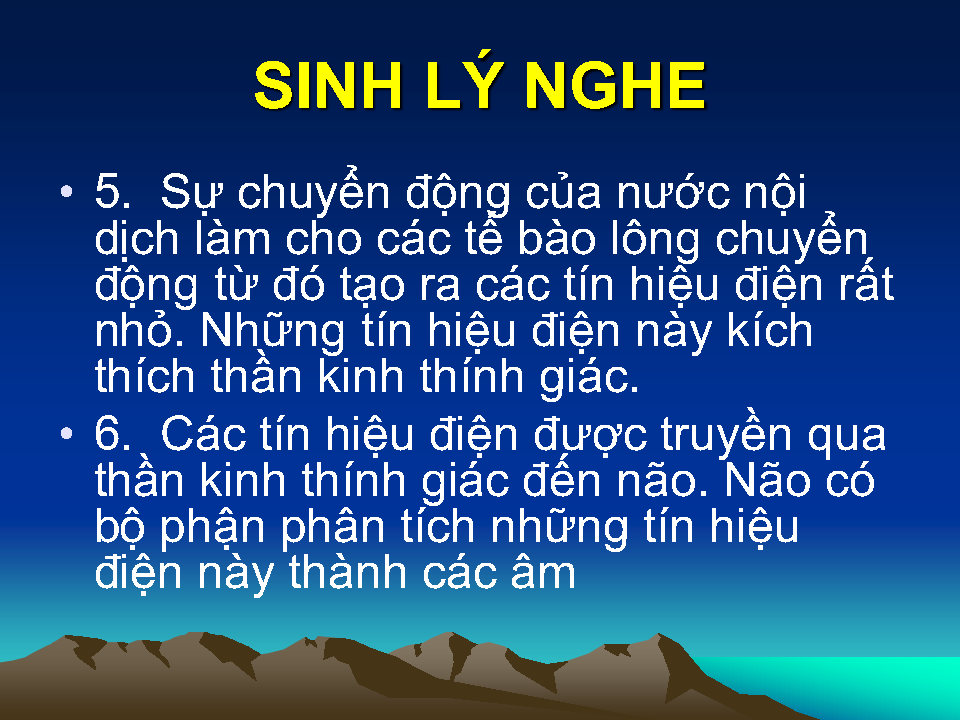 SINH LÝ NGHE
• 5. Sự chuyển động của nước nội
dịch làm cho các tế bào lông chuyển
động từ đó tạo ra các tín hiệu điện rất
nhỏ. Những tín hiệu điện này kích
thích thần kinh thính giác.
• 6. Các tín hiệu điện được truyền qua
thần kinh thính giác đến não. Não có
bộ phận phân tích những tín hiệu
điện này thành các âm